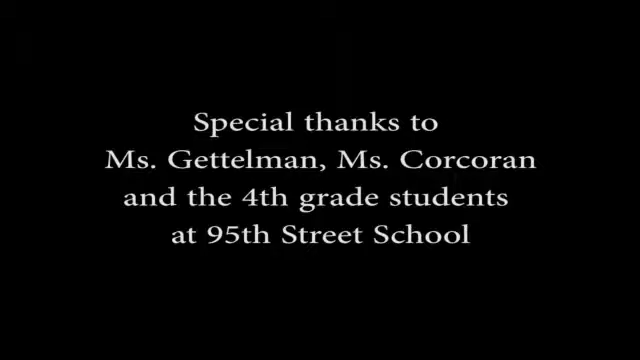 Special thanks to
Ms. Gettelman, Ms. Corcoran
and the 4th grade students
at 95th Street School